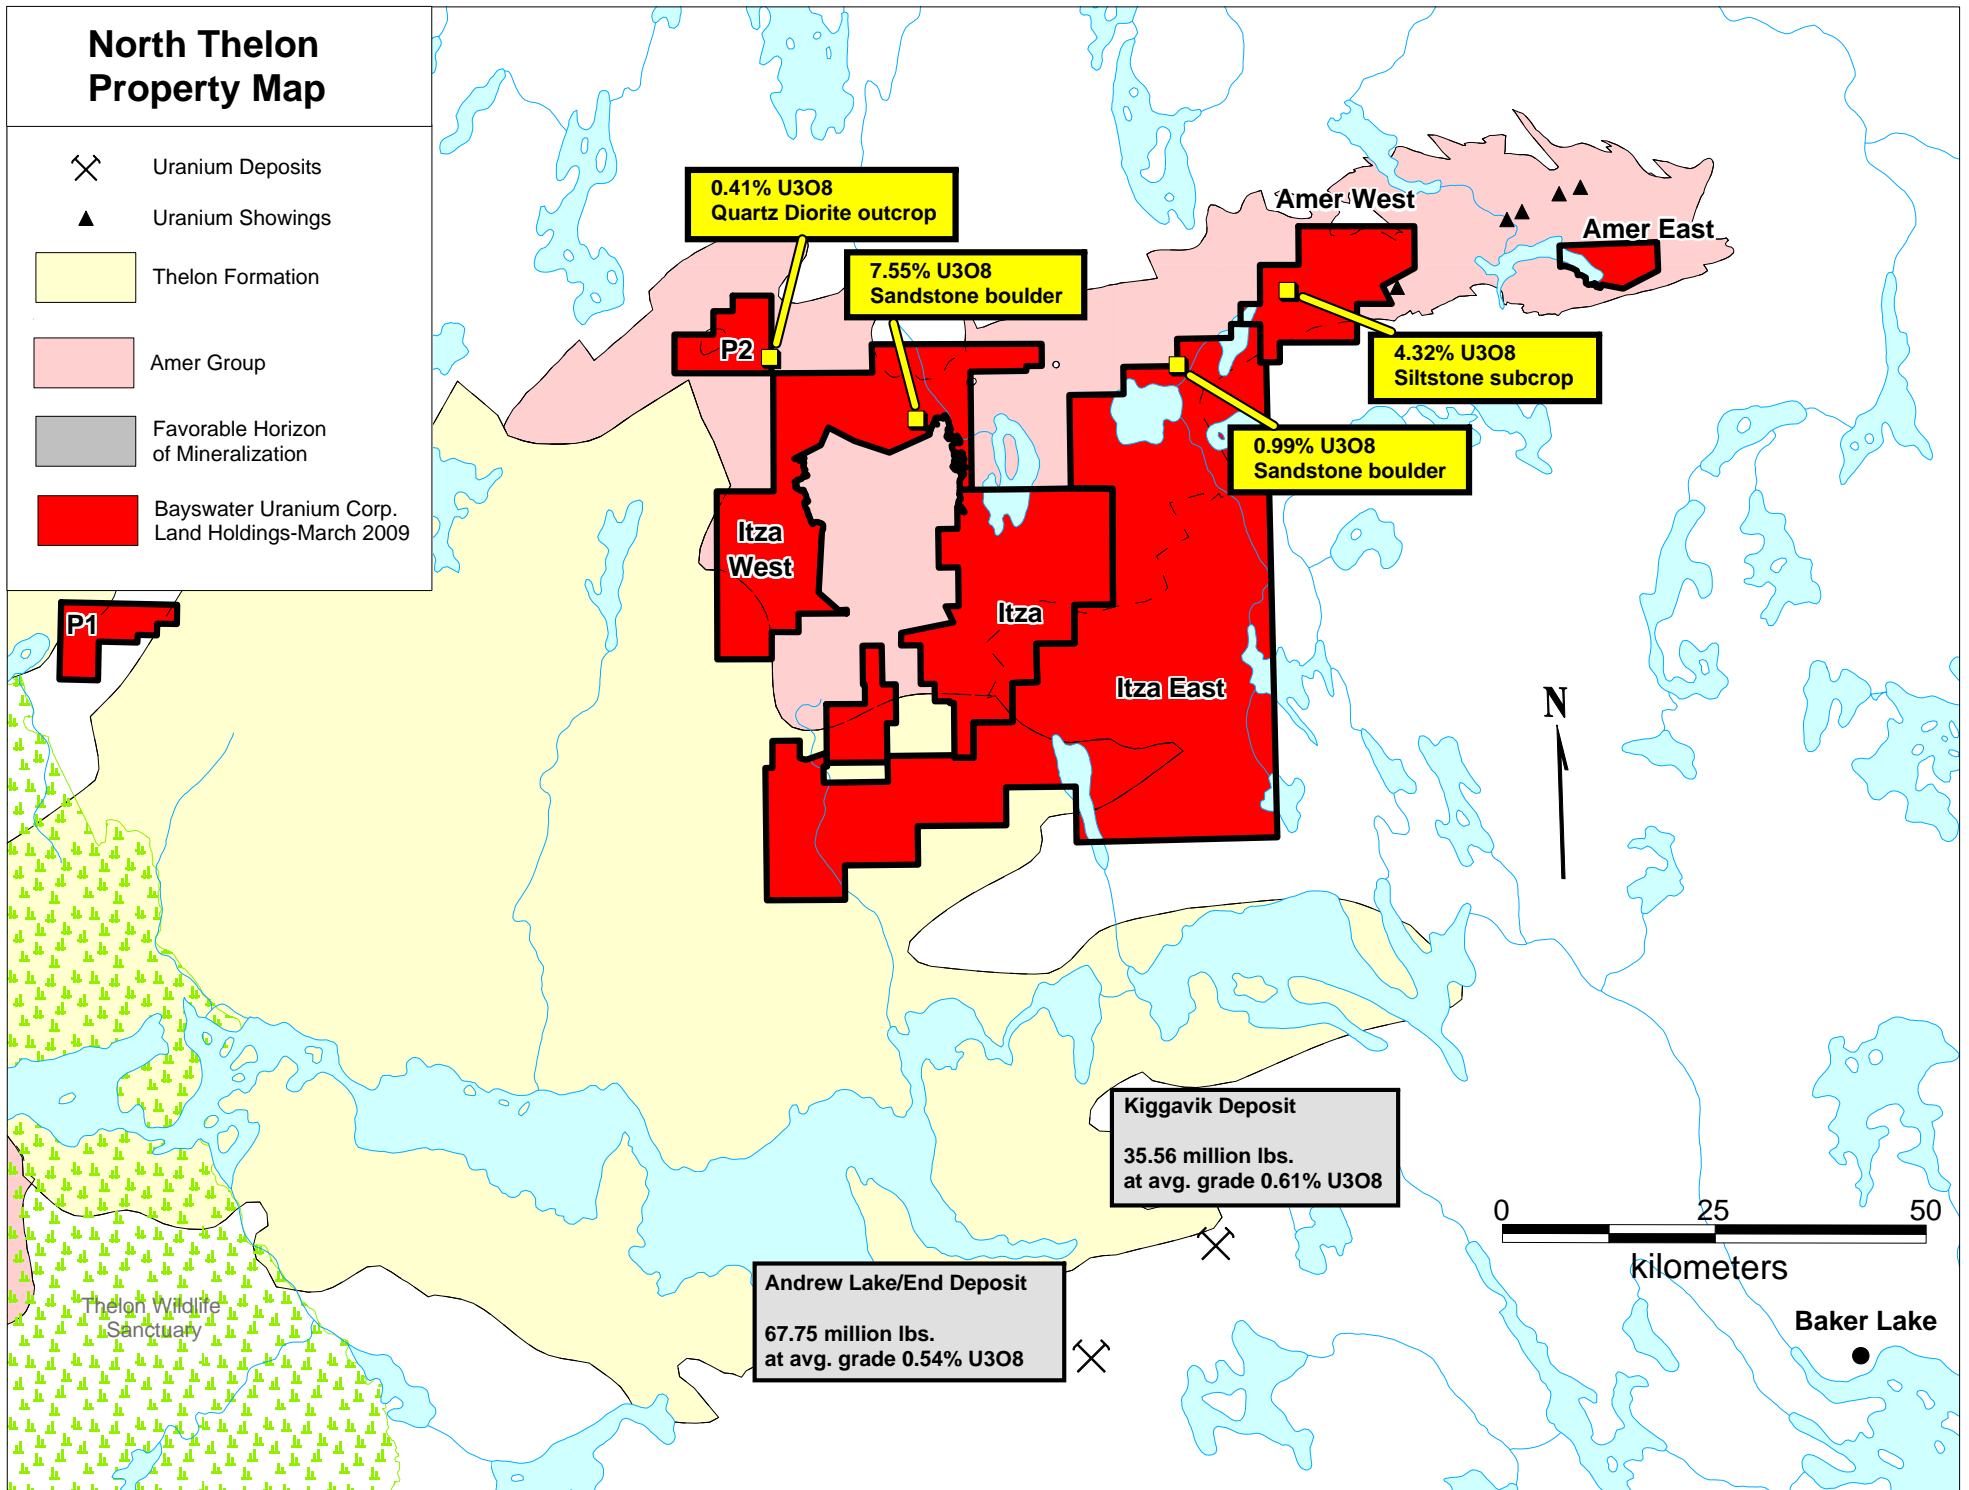 North Thelon
Property Map
Uranium Deposits
Uranium Showings
Thelon Formation
Amer Group
Favorable Horizon
of Mineralization
Bayswater Uranium Corp.
Land Holdings-March 2009
0.41% U3O8
Quartz Diorite outcrop
7.55% U3O8
Sandstone boulder
Amer West
Amer East
P2
4.32% U3O8
Siltstone subcrop
0.99% U3O8
Sandstone boulder
Itza
West
Itza
P1
Itza East
N
Kiggavik Deposit
35.56 million lbs.
at avg. grade 0.61% U3O8
0 25 50
kilometers
Andrew Lake/End Deposit
67.75 million lbs.
at avg. grade 0.54% U3O8
Thelon Wildlife
Sanctuary
Baker Lake